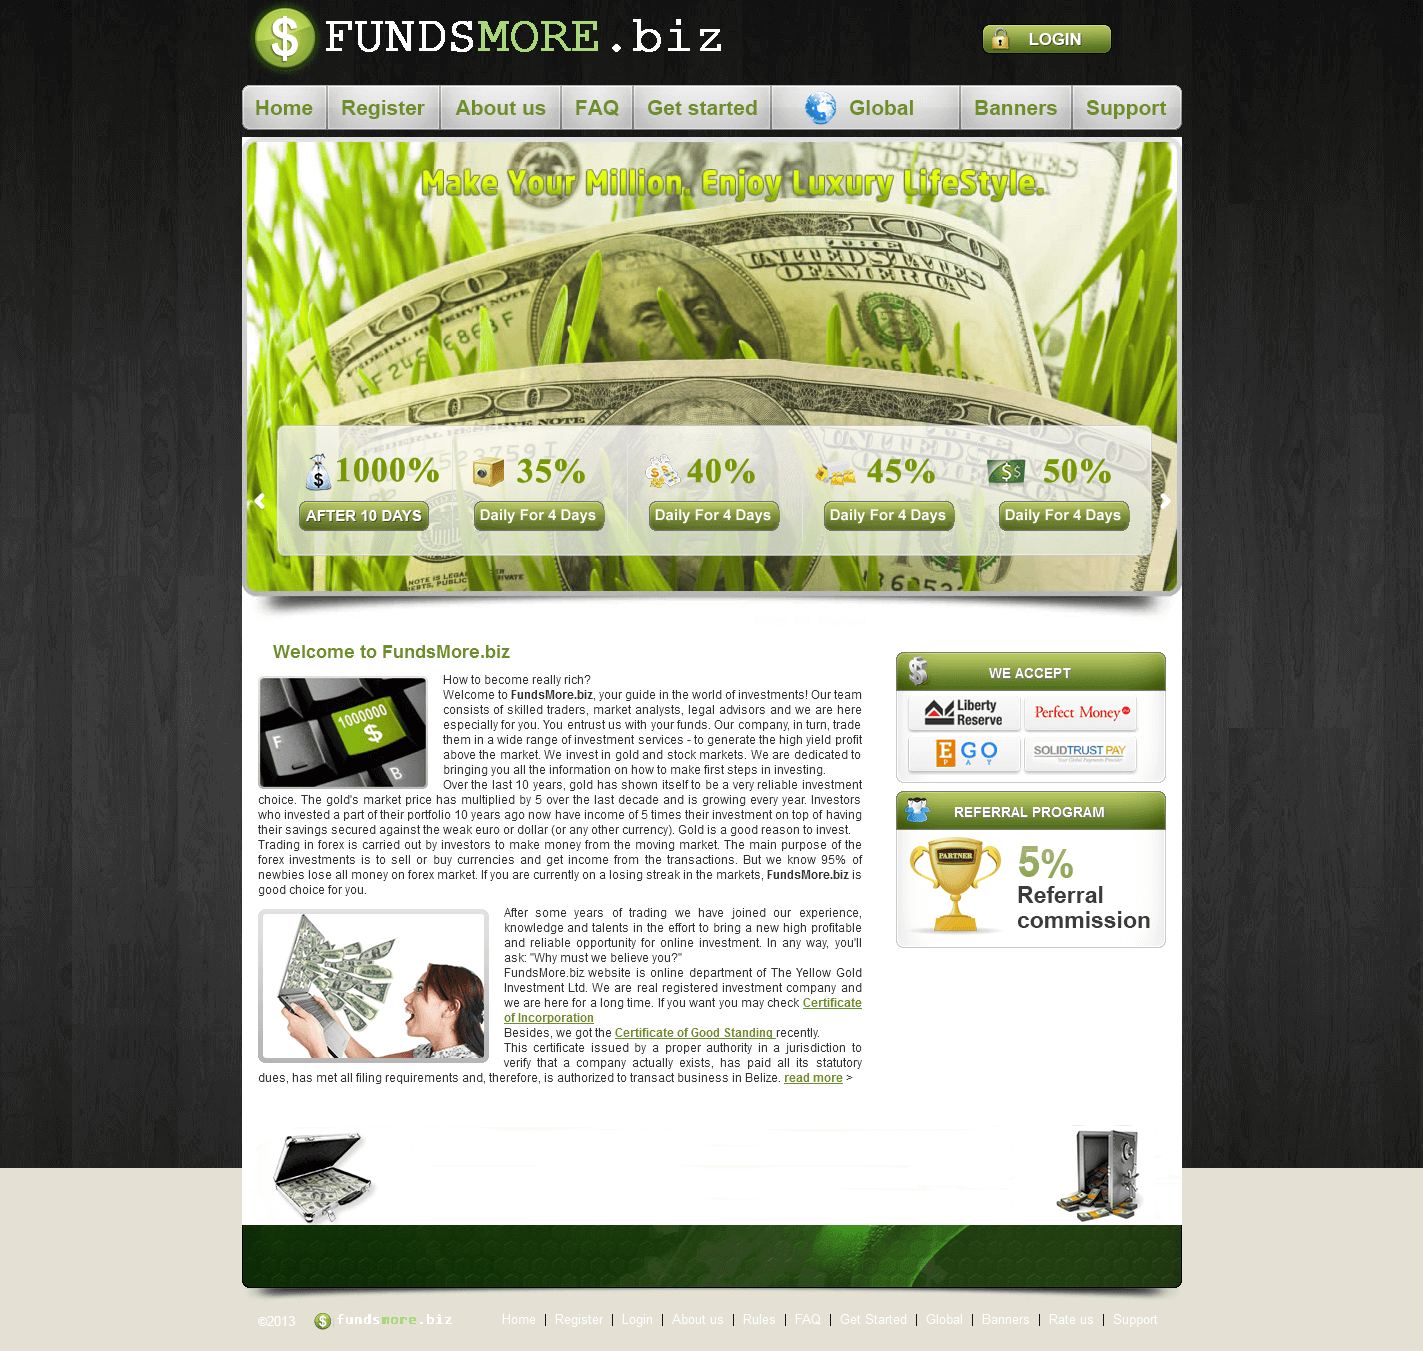 FUNDSMORE.biz
LOGIN
Home
Register
About us
FAQ
Get started
Global
Banners
Support
Make Your Million. Enjoy Luxury LifeStyle.
1000%
35%
40%
45%
50%
AFTER 10 DAYS
Daily For 4 Days
Daily For 4 Days
Daily For 4 Days
Daily For 4 Days
Welcome to FundsMore.biz
How to become really rich?
Welcome to FundsMore.biz, your guide in the world of investments! Our team
consists of skilled traders, market analysts, legal advisors and we are here
especially for you. You entrust us with your funds. Our company, in turn, trade
them in a wide range of investment services - to generate the high yield profit
above the market. We invest in gold and stock markets. We are dedicated to
bringing you all the information on how to make first steps in investing.
Over the last 10 years, gold has shown itself to be a very reliable investment
choice. The gold's market price has multiplied by 5 over the last decade and is growing every year. Investors
who invested a part of their portfolio 10 years ago now have income of 5 times their investment on top of having
their savings secured against the weak euro or dollar (or any other currency). Gold is a good reason to invest.
Trading in forex is carried out by investors to make money from the moving market. The main purpose of the
forex investments is to sell or buy currencies and get income from the transactions. But we know 95% of
newbies lose all money on forex market. If you are currently on a losing streak in the markets, FundsMore.biz is
good choice for you.
1000000
$
F
B
After some years of trading we have joined our experience,
knowledge and talents in the effort to bring a new high profitable
and reliable opportunity for online investment. In any way, you'll
ask: "Why must we believe you?"
FundsMore.biz website is online department of The Yellow Gold
Investment Ltd. We are real registered investment company and
we are here for a long time. If you want you may check Certificate
of Incorporation
Besides, we got the Certificate of Good Standing recently.
This certificate issued by a proper authority in a jurisdiction to
verify that a company actually exists, has paid all its statutory
dues, has met all filing requirements and, therefore, is authorized to transact business in Belize. read more >
WE ACCEPT
Liberty
Reserve
Perfect Money
EGO
PAY
SOLIDTRUST PAY
Your Global Payments Provider
REFERRAL PROGRAM
PARTNER
5%
Referral
commission
©2013
fundsmore.biz
Home | Register | Login | About us | Rules | FAQ | Get Started | Global | Banners | Rate us | Support